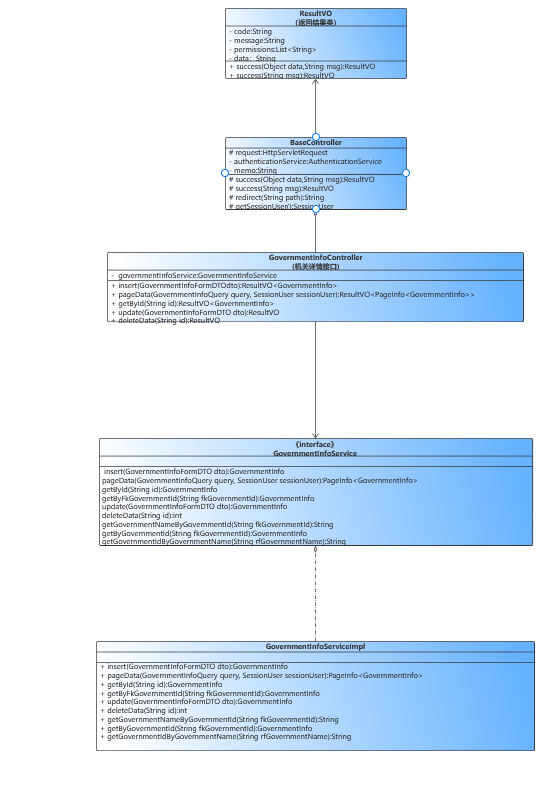 ResultVO
(返回结果类)
- code:String
- message:String
- permissions:List<String>
- data: String
+ success(Object data,String msg):ResultVO
+ success(String msg):ResultVO
BaseController
# request:HttpServletRequest
- authenticationService:AuthenticationService
- memo:String
# success(Object data,String msg):ResultVO
# success(String msg):ResultVO
# redirect(String path):String
# getSessionUser():SessionUser
GovernmentInfoController
(机关详情接口)
- governmentInfoService:GovernmentInfoService
+ insert(GovernmentInfoFormDTOdto):ResultVO<GovernmentInfo>
+ pageData(GovernmentInfoQuery query, SessionUser sessionUser):ResultVO<PageInfo<GovernmentInfo>>
+ getById(String id):ResultVO<GovernmentInfo>
+ update(GovernmentInfoFormDTO dto):ResultVO
+ deleteData(String id):ResultVO
《interface》
GovernmentInfoService
insert(GovernmentInfoFormDTO dto):GovernmentInfo
pageData(GovernmentInfoQuery query, SessionUser sessionUser):PageInfo<GovernmentInfo>
getById(String id):GovernmentInfo
getByFkGovernmentId(String fkGovernmentId):GovernmentInfo
update(GovernmentInfoFormDTO dto):GovernmentInfo
deleteData(String id):int
getGovernmentNameByGovernmentId(String fkGovernmentId):String
getByGovernmentId(String fkGovernmentId):GovernmentInfo
getGovernmentIdByGovernmentName(String rfGovernmentName):String
GovernmentInfoServiceImpl
+ insert(GovernmentInfoFormDTO dto):GovernmentInfo
+ pageData(GovernmentInfoQuery query, SessionUser sessionUser):PageInfo<GovernmentInfo>
+ getById(String id):GovernmentInfo
+ getByFkGovernmentId(String fkGovernmentId):GovernmentInfo
+ update(GovernmentInfoFormDTO dto):GovernmentInfo
+ deleteData(String id):int
+ getGovernmentNameByGovernmentId(String fkGovernmentId):String
+ getByGovernmentId(String fkGovernmentId):GovernmentInfo
+ getGovernmentIdByGovernmentName(String rfGovernmentName):String